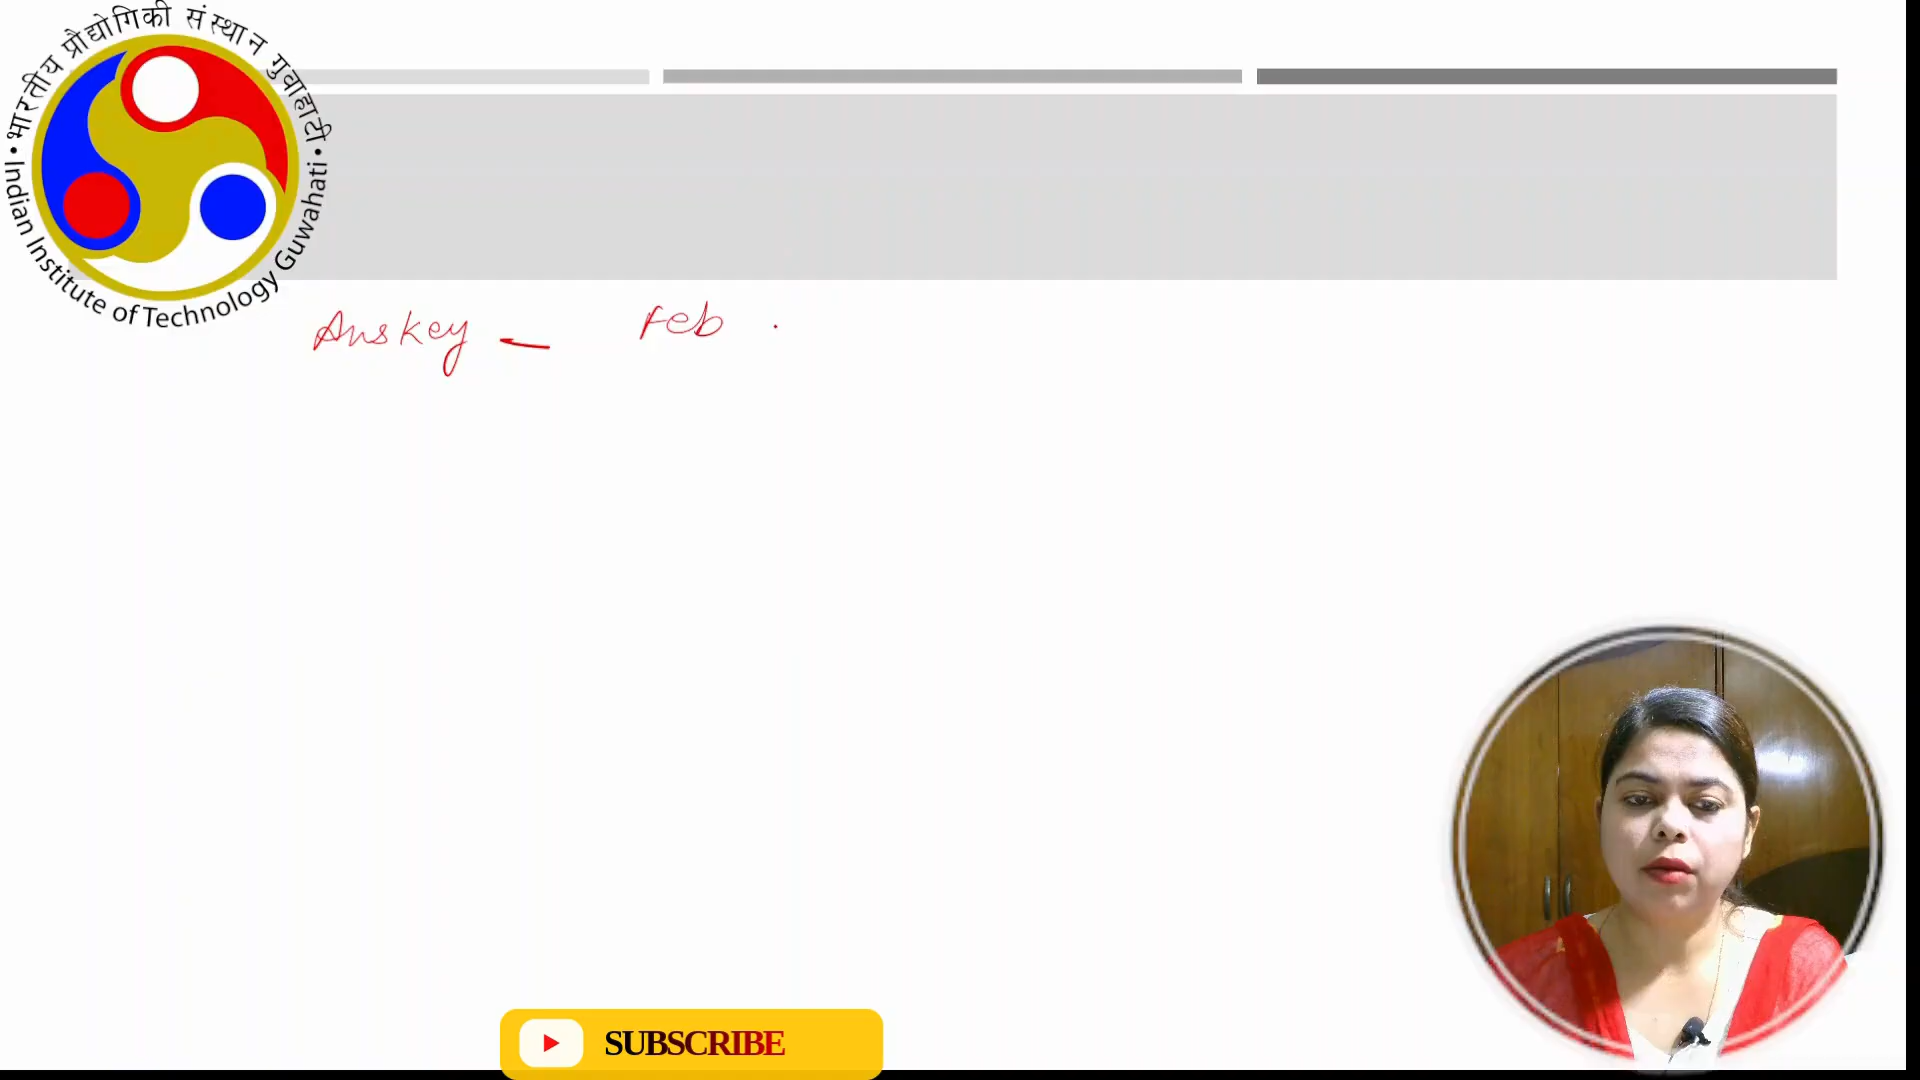 भारतीय प्रौद्योगिकी संस्थान गुवाहाटी
Indian Institute of Technology Guwahati
Anskey — Feb .
SUBSCRIBE